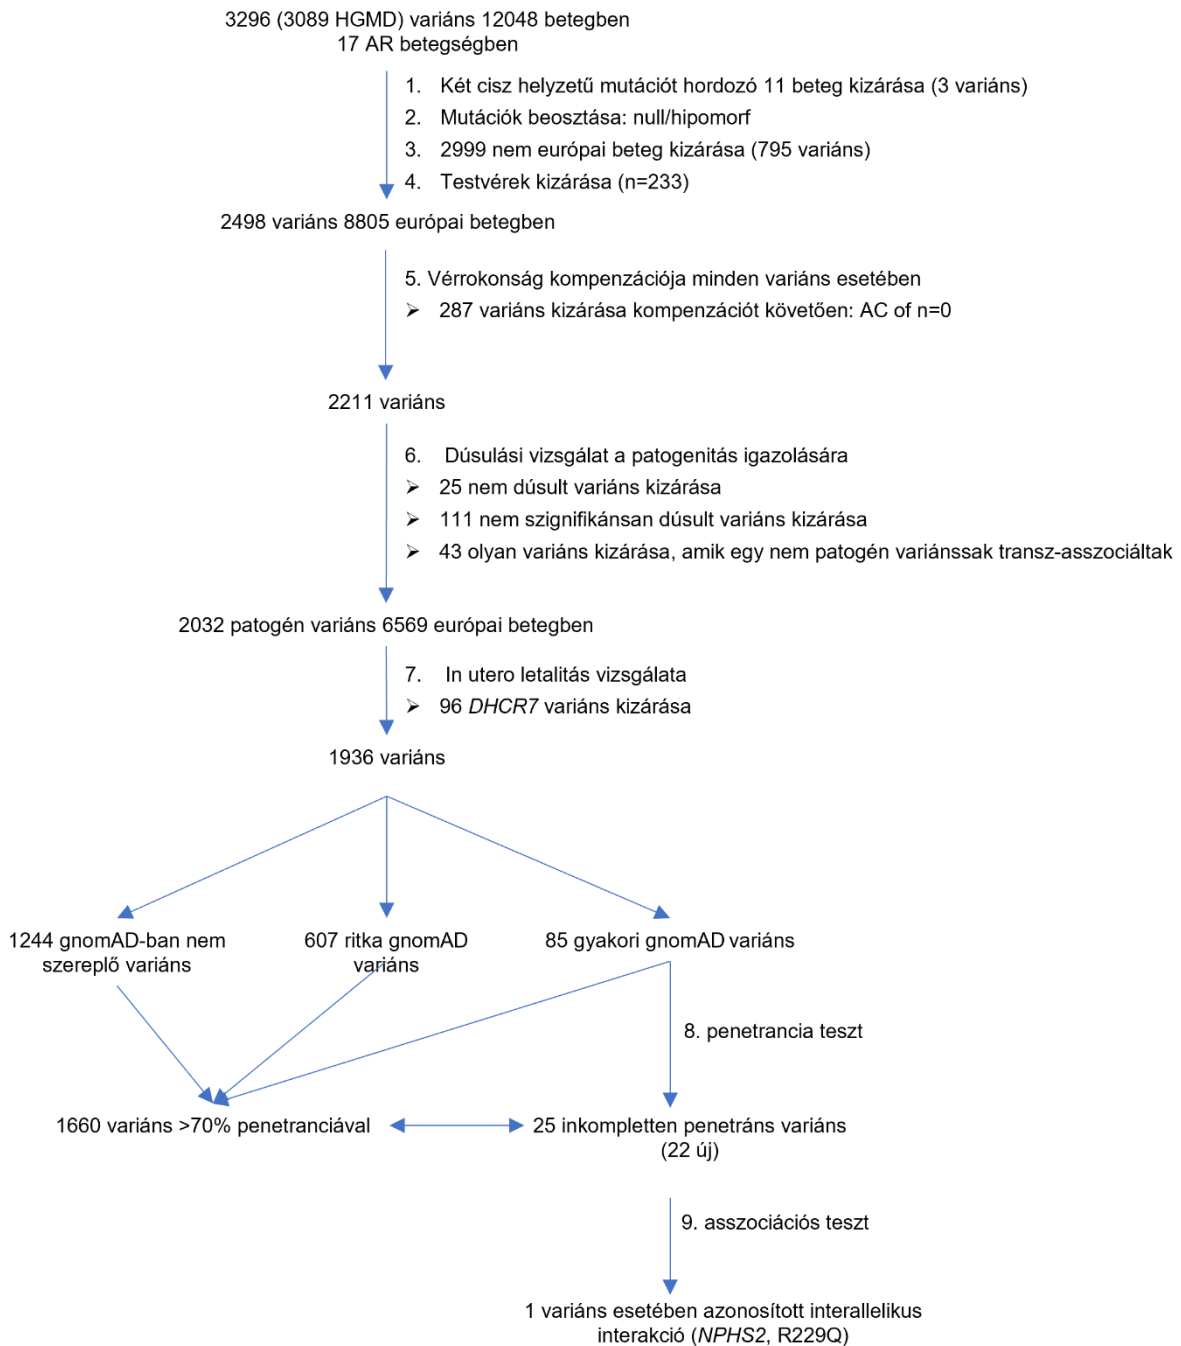 3296 (3089 HGMD) variáns 12048 betegben
17 AR betegségben
1. Két cisz helyzetű mutációt hordozó 11 beteg kizárása (3 variáns)
2. Mutációk beosztása: null/hipomorf
3. 2999 nem európai beteg kizárása (795 variáns)
4. Testvérek kizárása (n=233)
2498 variáns 8805 európai betegben
5. Vérrokonság kompenzációja minden variáns esetében
➢ 287 variáns kizárása kompenzációt követően: AC of n=0
2211 variáns
6. Dúsulási vizsgálat a patogenitás igazolására
➢ 25 nem dúsult variáns kizárása
➢ 111 nem szignifikánsan dúsult variáns kizárása
➢ 43 olyan variáns kizárása, amik egy nem patogén variánssak transz-asszociáltak
2032 patogén variáns 6569 európai betegben
7. In utero letalitás vizsgálata
➢ 96 DHCR7 variáns kizárása
1936 variáns
1244 gnomAD-ban nem
szereplő variáns
607 ritka gnomAD
variáns
85 gyakori gnomAD variáns
8. penetrancia teszt
1660 variáns >70% penetranciával
25 inkompletten penetráns variáns
(22 új)
9. asszociációs teszt
1 variáns esetében azonosított interallelikus
interakció (NPHS2, R229Q)